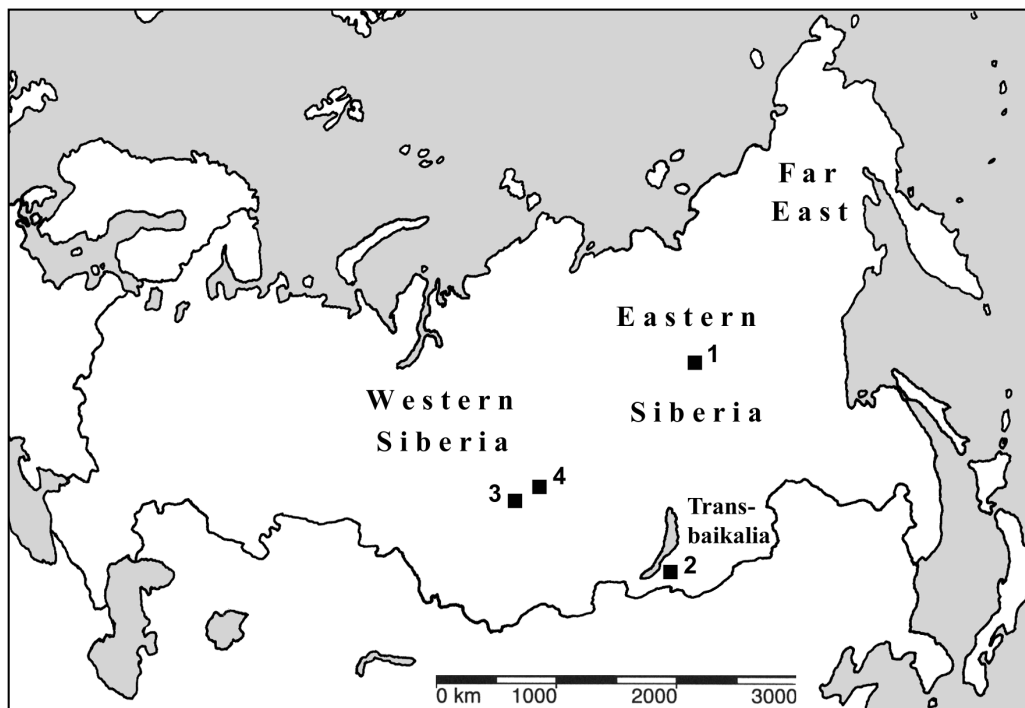 Far
East
Eastern
1
Western
Siberia
Siberia
3
4
Trans-
baikalia
2
0 km 1000 2000 3000